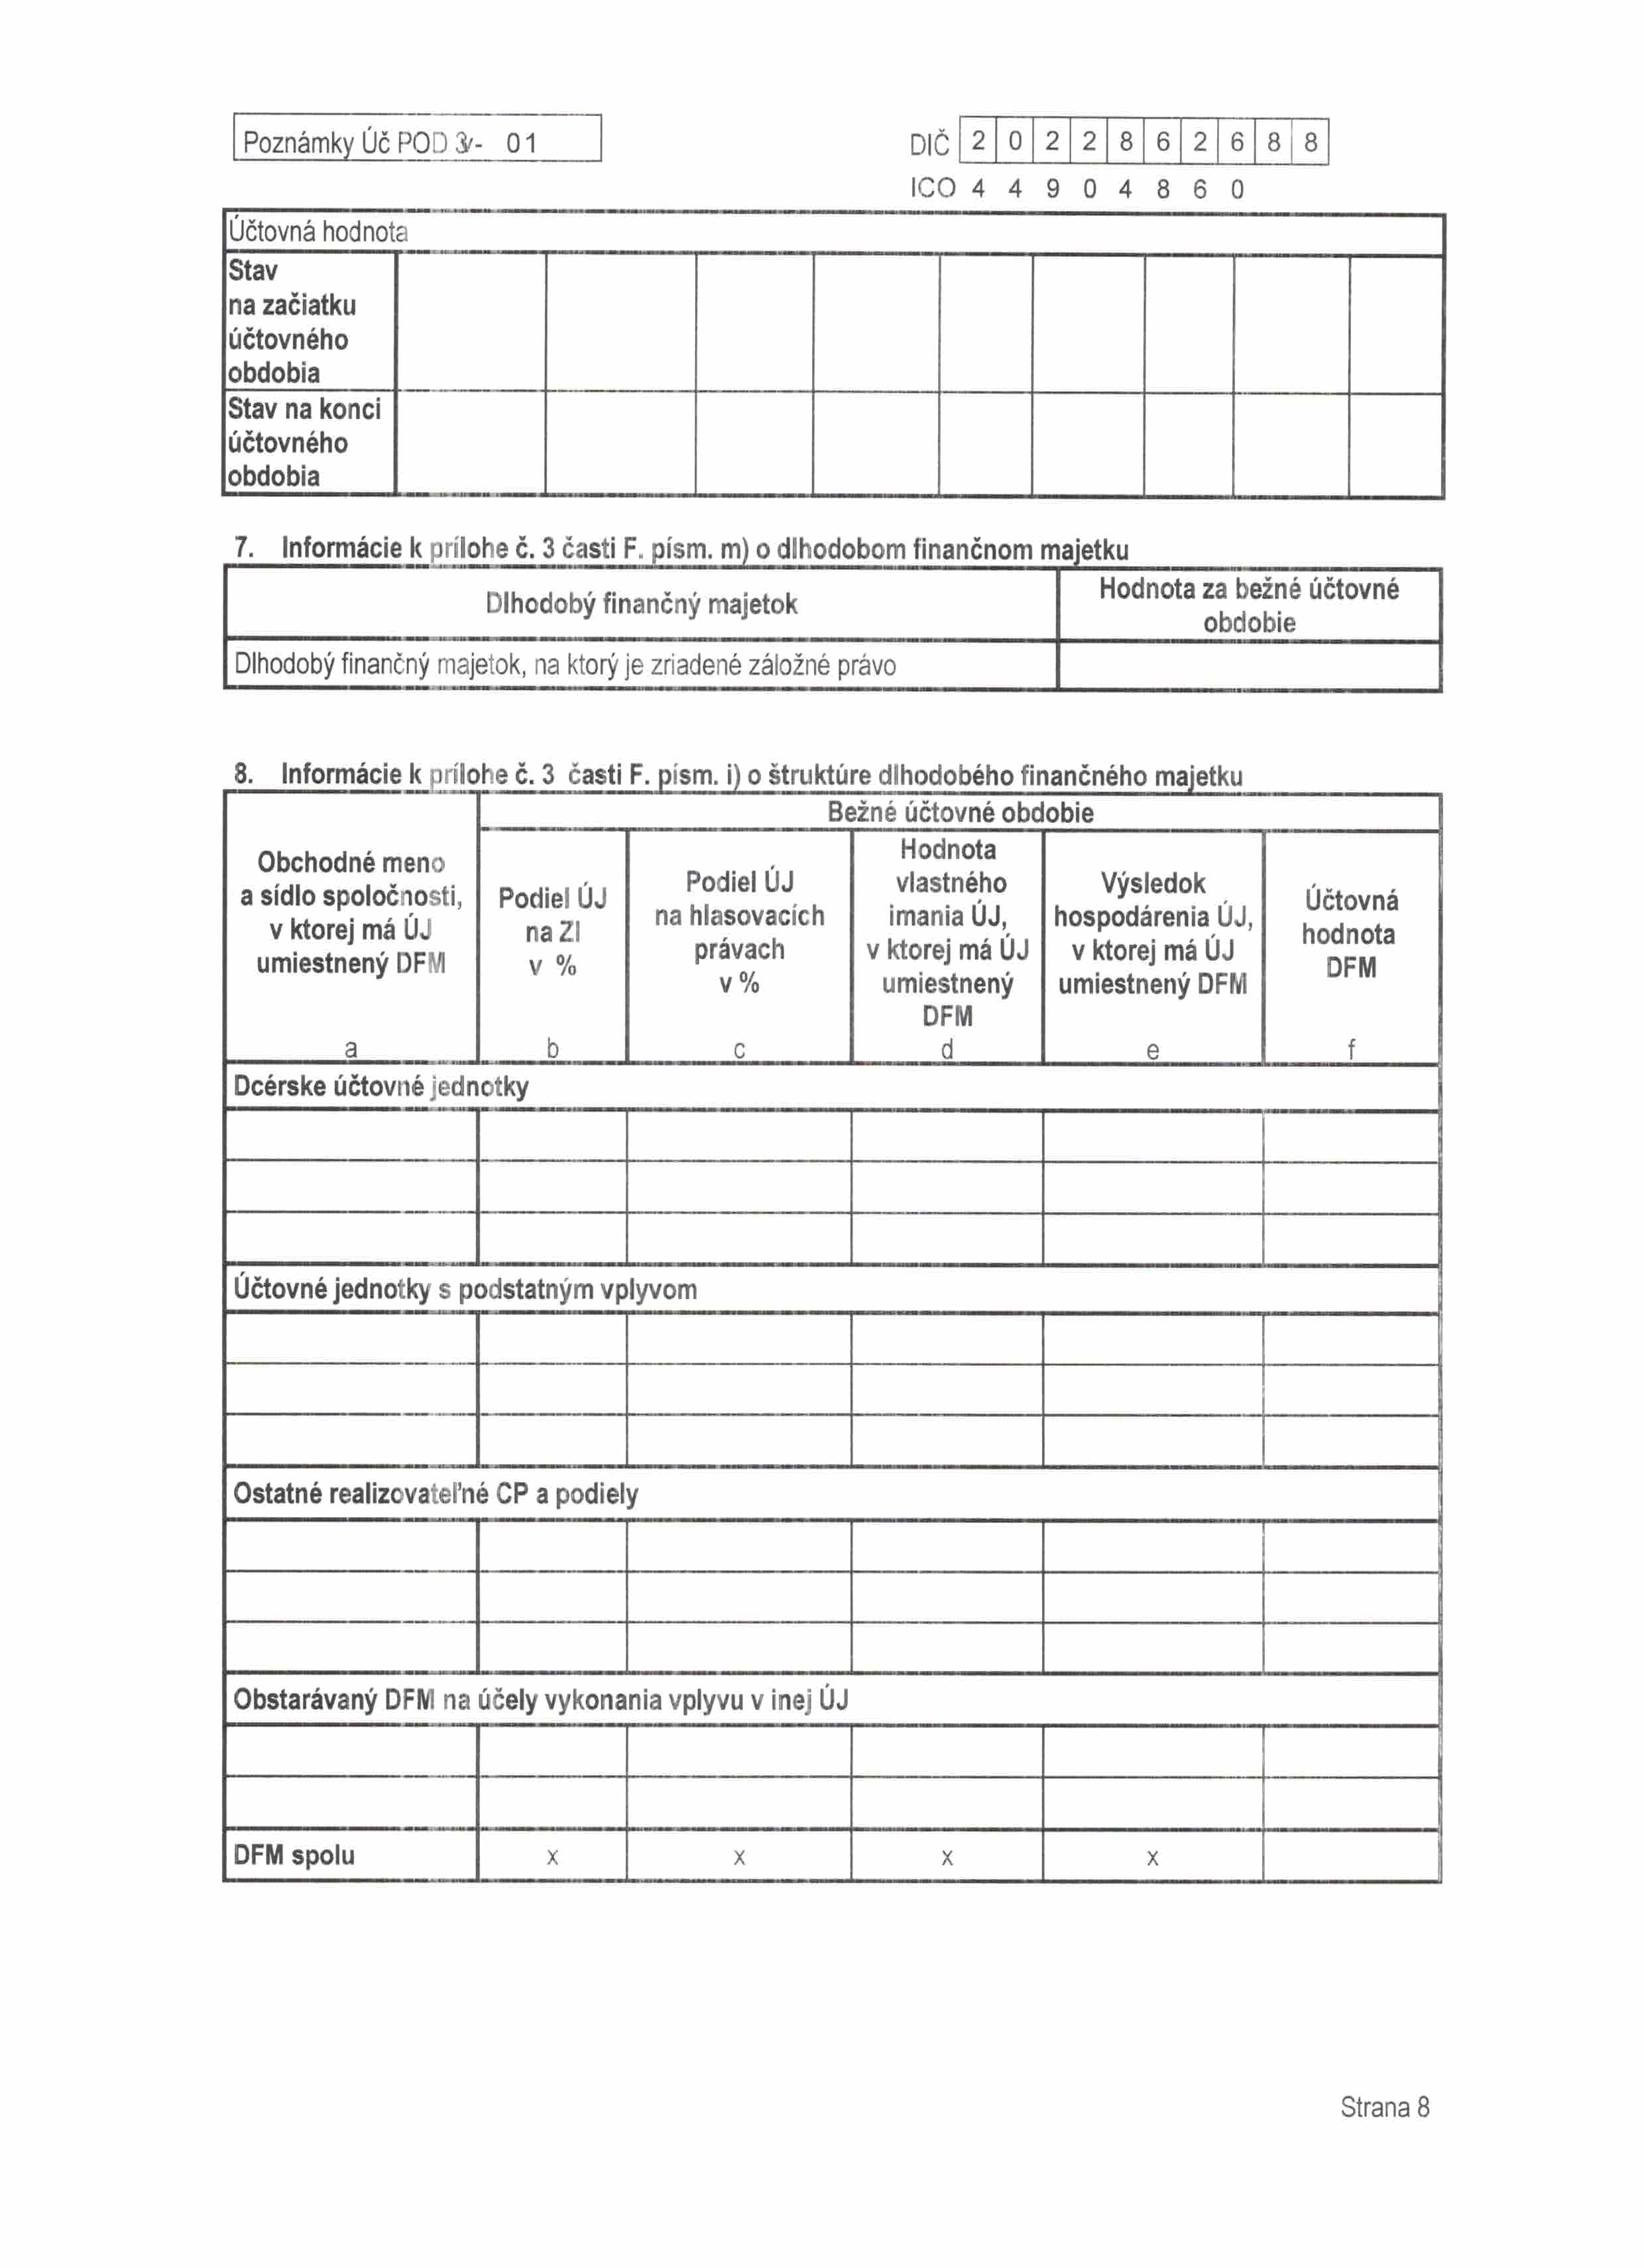 Poznámky Úč POD 3v- 01
DIČ 2 0 2 2 8 6 2 6 8 8
ICO 4 4 9 0 4 8 6 0
Účtovná hodnota
Stav
na začiatku
účtovného
obdobia
Stav na konci
účtovného
obdobia
7. Informácie k prílohe č. 3 časti F. písm. m) o dlhodobom finančnom majetku
Dlhodobý finančný majetok
Hodnota za bežné účtovné
obdobie
Dlhodobý finančný majetok, na ktorý je zriadené záložné právo
8. Informácie k prílohe č. 3 časti F. písm. i) o štruktúre dlhodobého finančného majetku
Bežné účtovné obdobie
Obchodné meno
a sídlo spoločnosti,
v ktorej má ÚJ
umiestnený DFM
a
Podiel ÚJ
na ZI
v %
b
Podiel ÚJ
na hlasovacích
právach
v %
c
Hodnota
vlastného
imania ÚJ,
v ktorej má ÚJ
umiestnený
DFM
d
Výsledok
hospodárenia ÚJ,
v ktorej má ÚJ
umiestnený DFM
e
Účtovná
hodnota
DFM
f
Dcérske účtovné jednotky
Účtovné jednotky s podstatným vplyvom
Ostatné realizovateľné CP a podiely
Obstarávaný DFM na účely vykonania vplyvu v inej ÚJ
DFM spolu x x x x
Strana 8